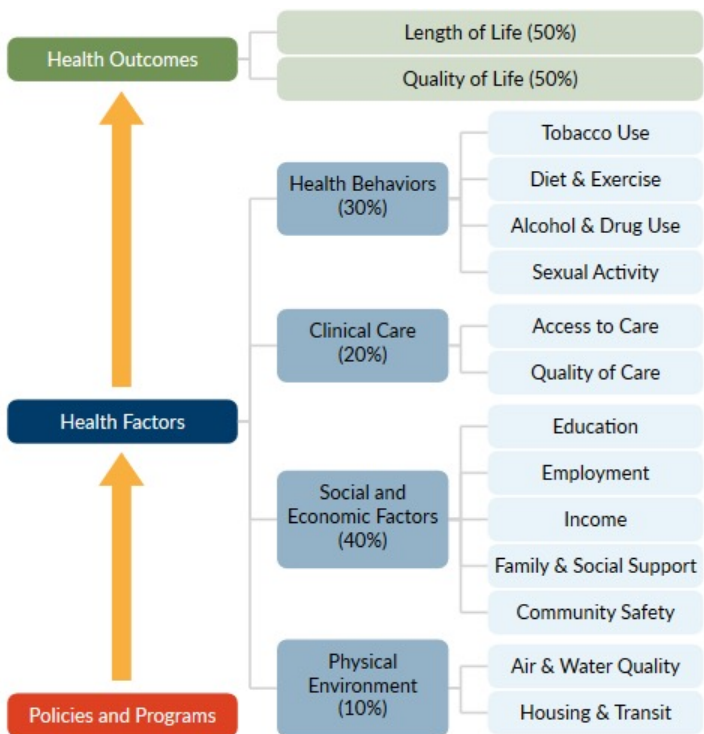 Health Outcomes
Length of Life (50%)
Quality of Life (50%)
Health Factors
Health Behaviors
(30%)
Tobacco Use
Diet & Exercise
Alcohol & Drug Use
Sexual Activity
Clinical Care
(20%)
Access to Care
Quality of Care
Social and
Economic Factors
(40%)
Education
Employment
Income
Family & Social Support
Community Safety
Physical
Environment
(10%)
Air & Water Quality
Housing & Transit
Policies and Programs